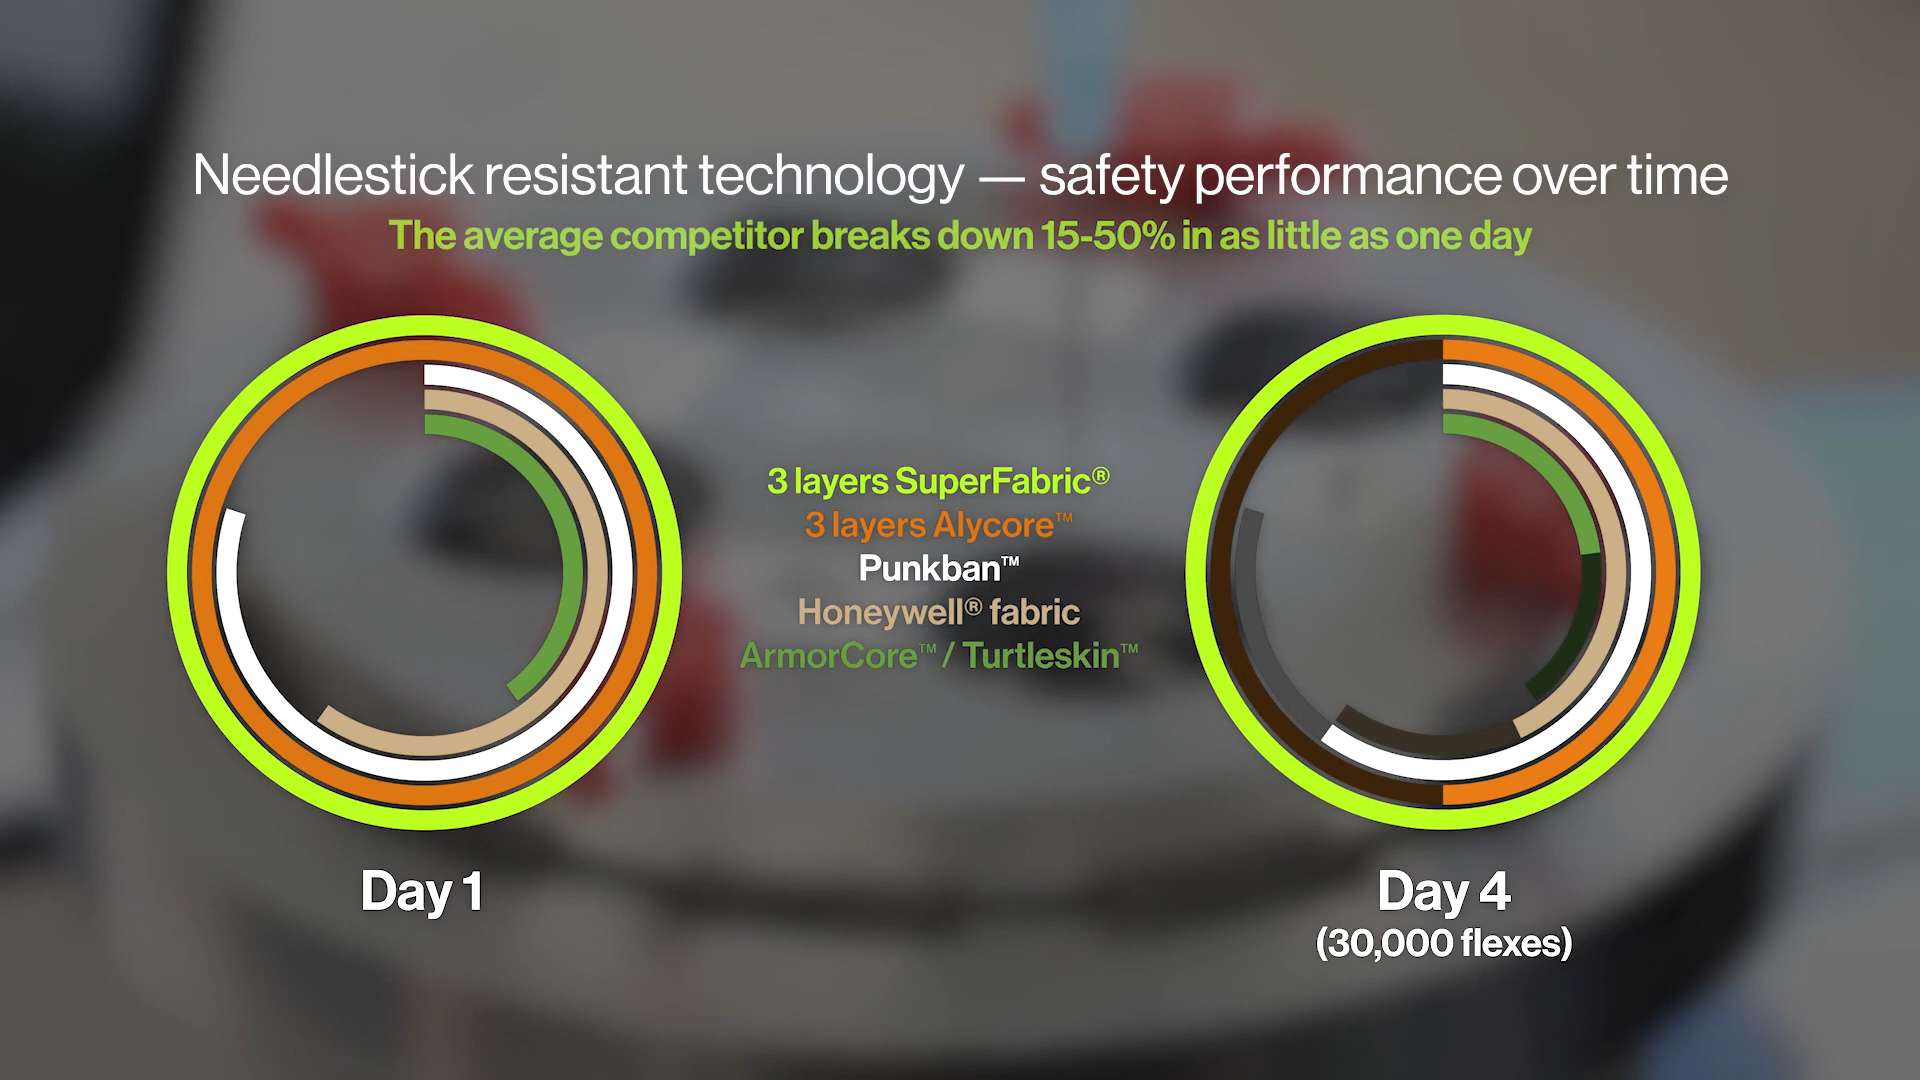 Needlestick resistant technology — safety performance over time
The average competitor breaks down 15-50% in as little as one day
3 layers SuperFabric®
3 layers Alycore™
Punkban™
Honeywell® fabric
ArmorCore™ / Turtleskin™
Day 1
Day 4
(30,000 flexes)